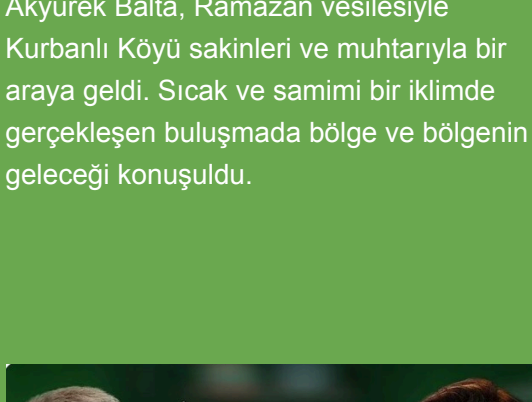 Akyürek Balta, Ramazan vesilesiyle
Kurbanlı Köyü sakinleri ve muhtarıyla bir
araya geldi. Sıcak ve samimi bir iklimde
gerçekleşen buluşmada bölge ve bölgenin
geleceği konuşuldu.